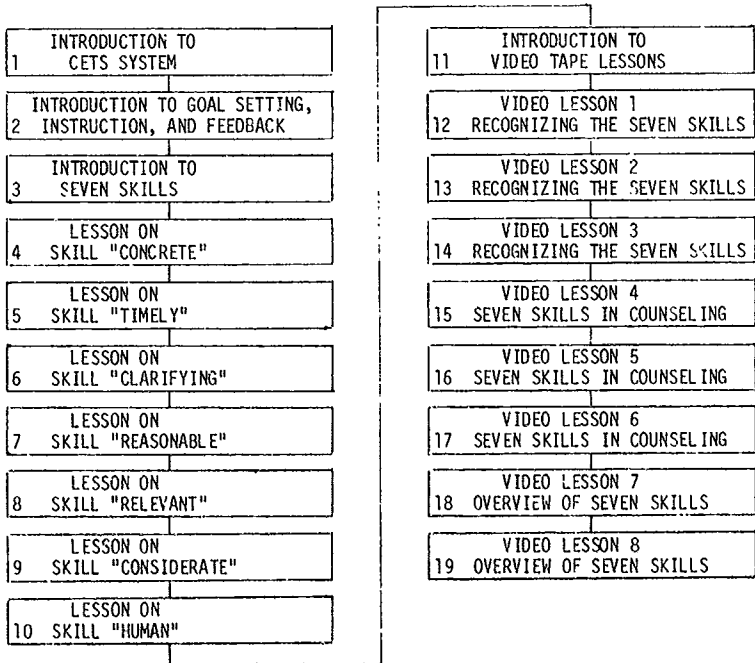 INTRODUCTION TO
1 CETS SYSTEM
INTRODUCTION TO GOAL SETTING,
2 INSTRUCTION, AND FEEDBACK
INTRODUCTION TO
3 SEVEN SKILLS
LESSON ON
4 SKILL "CONCRETE"
LESSON ON
5 SKILL "TIMELY"
LESSON ON
6 SKILL "CLARIFYING"
LESSON ON
7 SKILL "REASONABLE"
LESSON ON
8 SKILL "RELEVANT"
LESSON ON
9 SKILL "CONSIDERATE"
LESSON ON
10 SKILL "HUMAN"
INTRODUCTION TO
11 VIDEO TAPE LESSONS
VIDEO LESSON 1
12 RECOGNIZING THE SEVEN SKILLS
VIDEO LESSON 2
13 RECOGNIZING THE SEVEN SKILLS
VIDEO LESSON 3
14 RECOGNIZING THE SEVEN SKILLS
VIDEO LESSON 4
15 SEVEN SKILLS IN COUNSELING
VIDEO LESSON 5
16 SEVEN SKILLS IN COUNSELING
VIDEO LESSON 6
17 SEVEN SKILLS IN COUNSELING
VIDEO LESSON 7
18 OVERVIEW OF SEVEN SKILLS
VIDEO LESSON 8
19 OVERVIEW OF SEVEN SKILLS